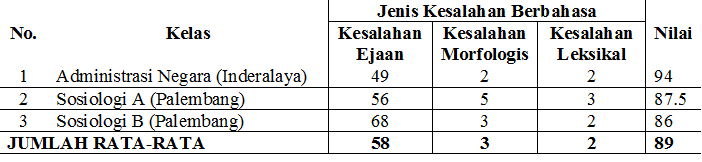 No. Kelas Jenis Kesalahan Berbahasa Nilai
Kesalahan Ejaan Kesalahan Morfologis Kesalahan Leksikal
1 Administrasi Negara (Inderalaya) 49 2 2 94
2 Sosiologi A (Palembang) 56 5 3 87.5
3 Sosiologi B (Palembang) 68 3 2 86
JUMLAH RATA-RATA 58 3 2 89